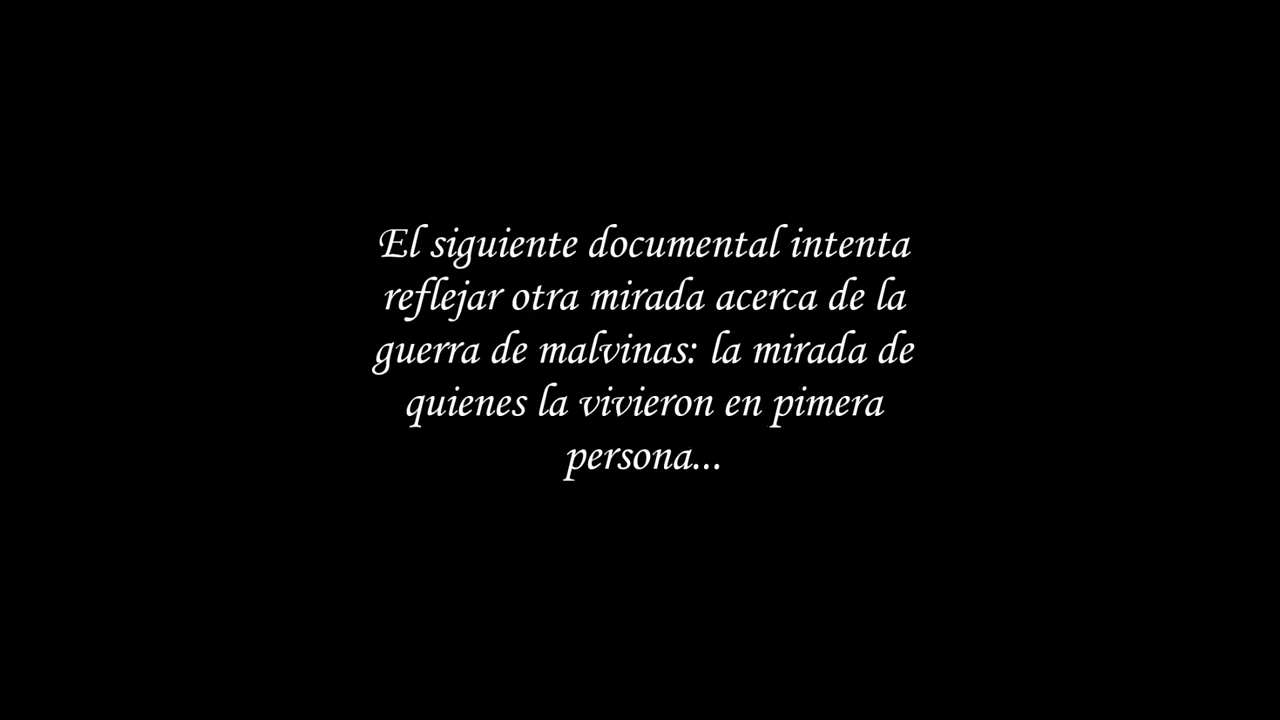 El siguiente documental intenta
reflejar otra mirada acerca de la
guerra de malvinas: la mirada de
quienes la vivieron en pimera
persona...